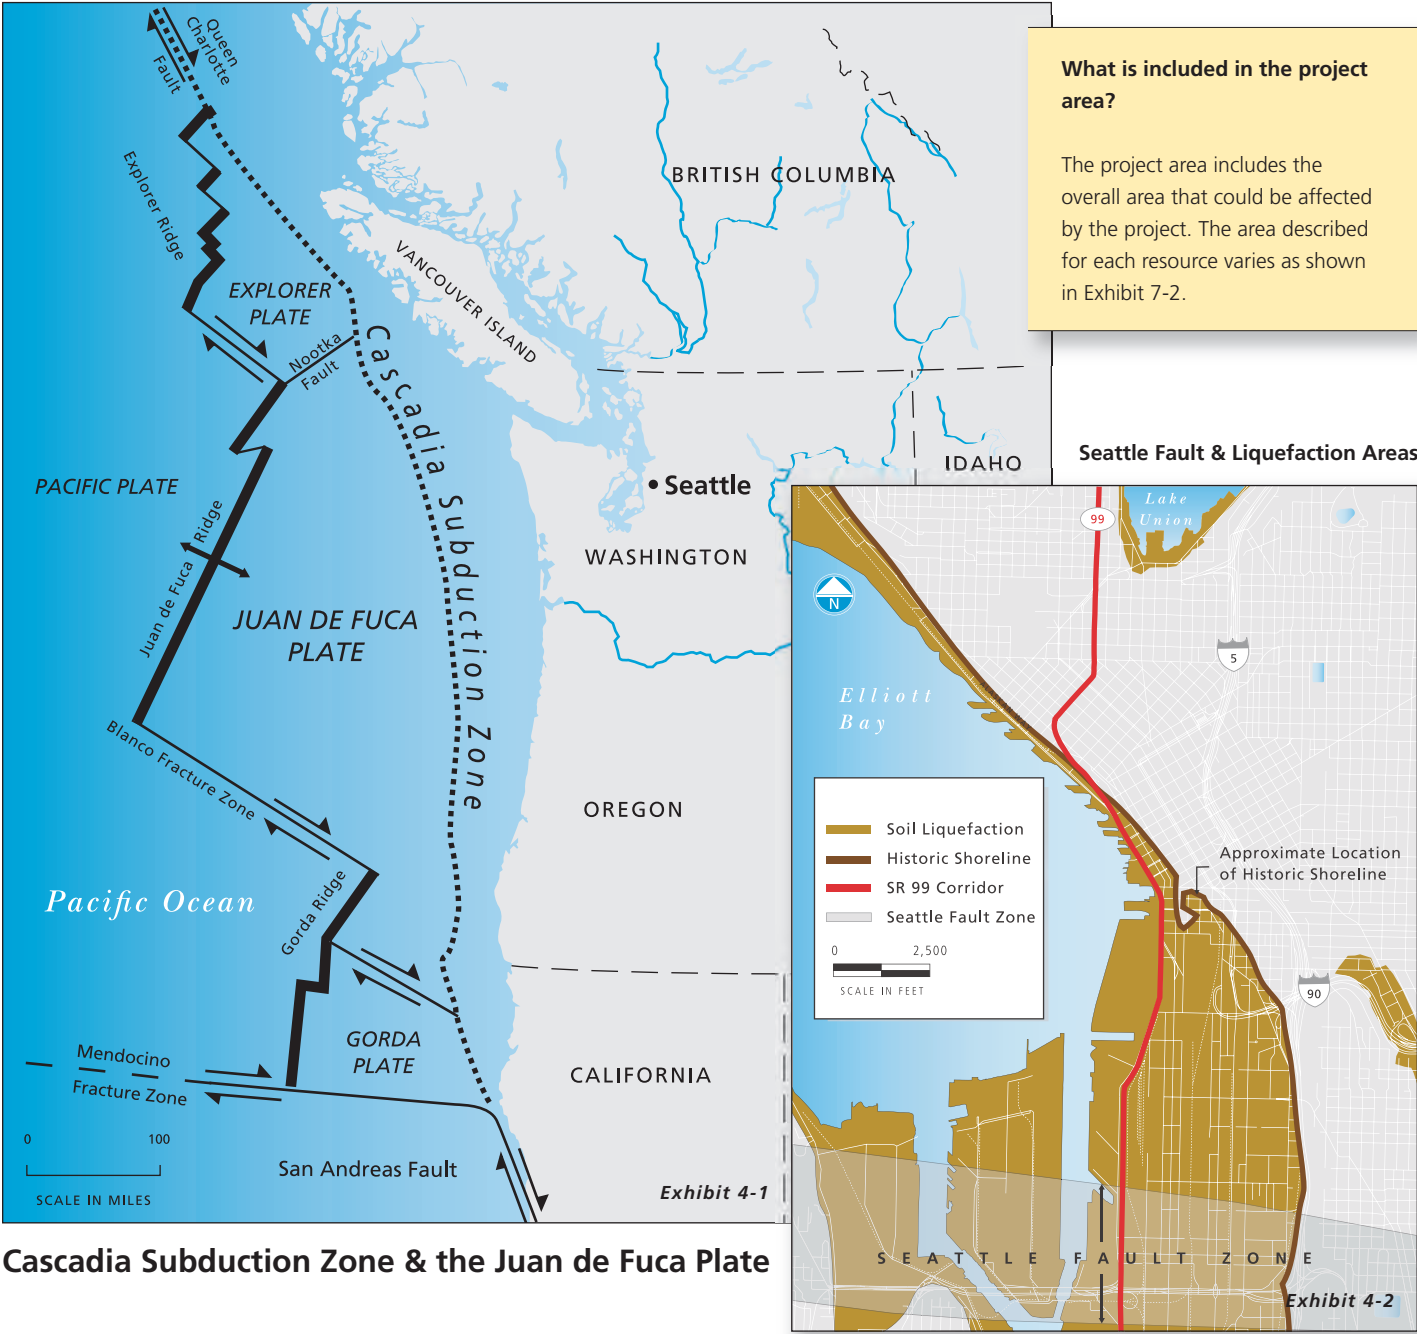 Queen
Charlotte
Fault
Explorer Ridge
EXPLORER
PLATE
Nootka
Fault
BRITISH COLUMBIA
VANCOUVER ISLAND
Cascadia Subduction Zone
PACIFIC PLATE
Juan de Fuca Ridge
JUAN DE FUCA
PLATE
• Seattle
WASHINGTON
IDAHO
Blanco Fracture Zone
OREGON
Pacific Ocean
Gorda Ridge
GORDA
PLATE
CALIFORNIA
Mendocino
Fracture Zone
0 100
SCALE IN MILES
San Andreas Fault
Exhibit 4-1
Cascadia Subduction Zone & the Juan de Fuca Plate
What is included in the project
area?
The project area includes the
overall area that could be affected
by the project. The area described
for each resource varies as shown
in Exhibit 7-2.
Seattle Fault & Liquefaction Areas
Lake
Union
99
N
5
Elliott
Bay
Soil Liquefaction
Historic Shoreline
SR 99 Corridor
Seattle Fault Zone
0 2,500
SCALE IN FEET
Approximate Location
of Historic Shoreline
90
SEATTLE FAULT ZONE
Exhibit 4-2